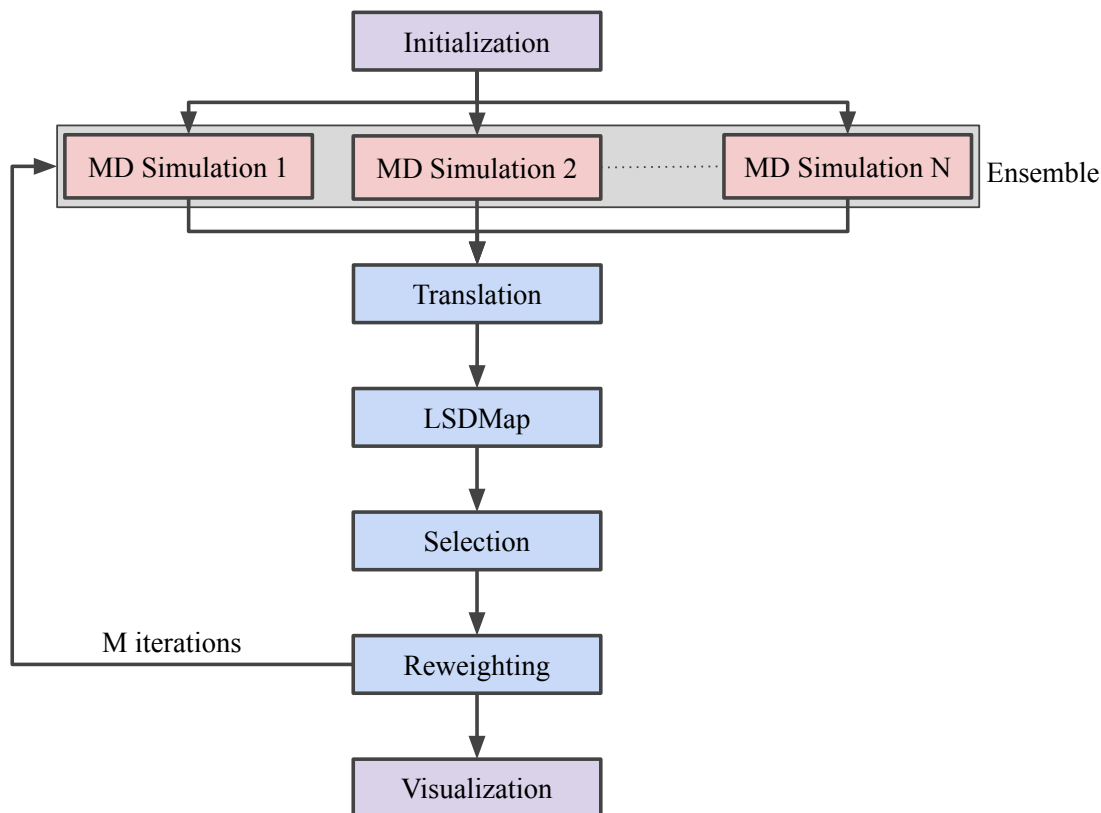 Initialization
MD Simulation 1
MD Simulation 2
MD Simulation N
Ensemble
Translation
LSDMap
Selection
M iterations
Reweighting
Visualization